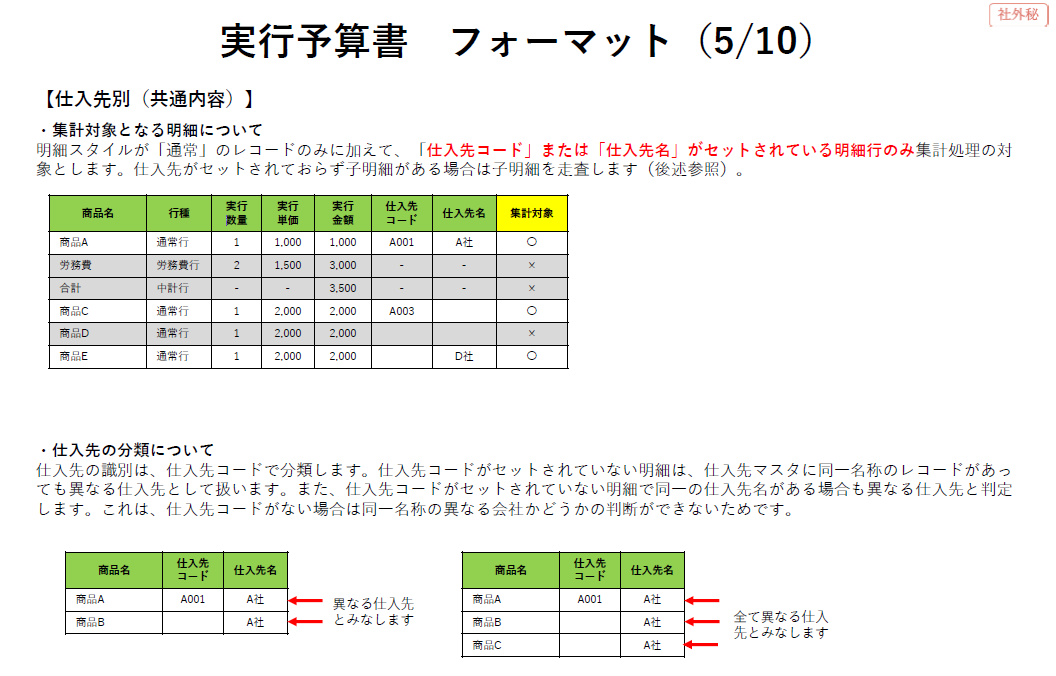 社外秘
実行予算書　フォーマット（5/10）
【仕入先別（共通内容）】
・集計対象となる明細について
明細スタイルが「通常」のレコードのみに加えて、「仕入先コード」または「仕入先名」がセットされている明細行のみ集計処理の対
象とします。仕入先がセットされておらず子明細がある場合は子明細を走査します（後述参照）。
商品名 行種 実行数量 実行単価 実行金額 仕入先コード 仕入先名 集計対象
商品A 通常行 1 1,000 1,000 A001 A社 〇
労務費 労務費行 2 1,500 3,000 - - ×
合計 中計行 - - 3,500 - - ×
商品C 通常行 1 2,000 2,000 A003 〇
商品D 通常行 1 2,000 2,000 ×
商品E 通常行 1 2,000 2,000 D社 〇
・仕入先の分類について
仕入先の識別は、仕入先コードで分類します。仕入先コードがセットされていない明細は、仕入先マスタに同一名称のレコードがあっ
ても異なる仕入先として扱います。また、仕入先コードがセットされていない明細で同一の仕入先名がある場合も異なる仕入先と判定
します。これは、仕入先コードがない場合は同一名称の異なる会社かどうかの判断ができないためです。
商品名 仕入先コード 仕入先名
商品A A001 A社
商品B A社
異なる仕入先
とみなします
商品名 仕入先コード 仕入先名
商品A A001 A社
商品B A社
商品C A社
全て異なる仕入
先とみなします